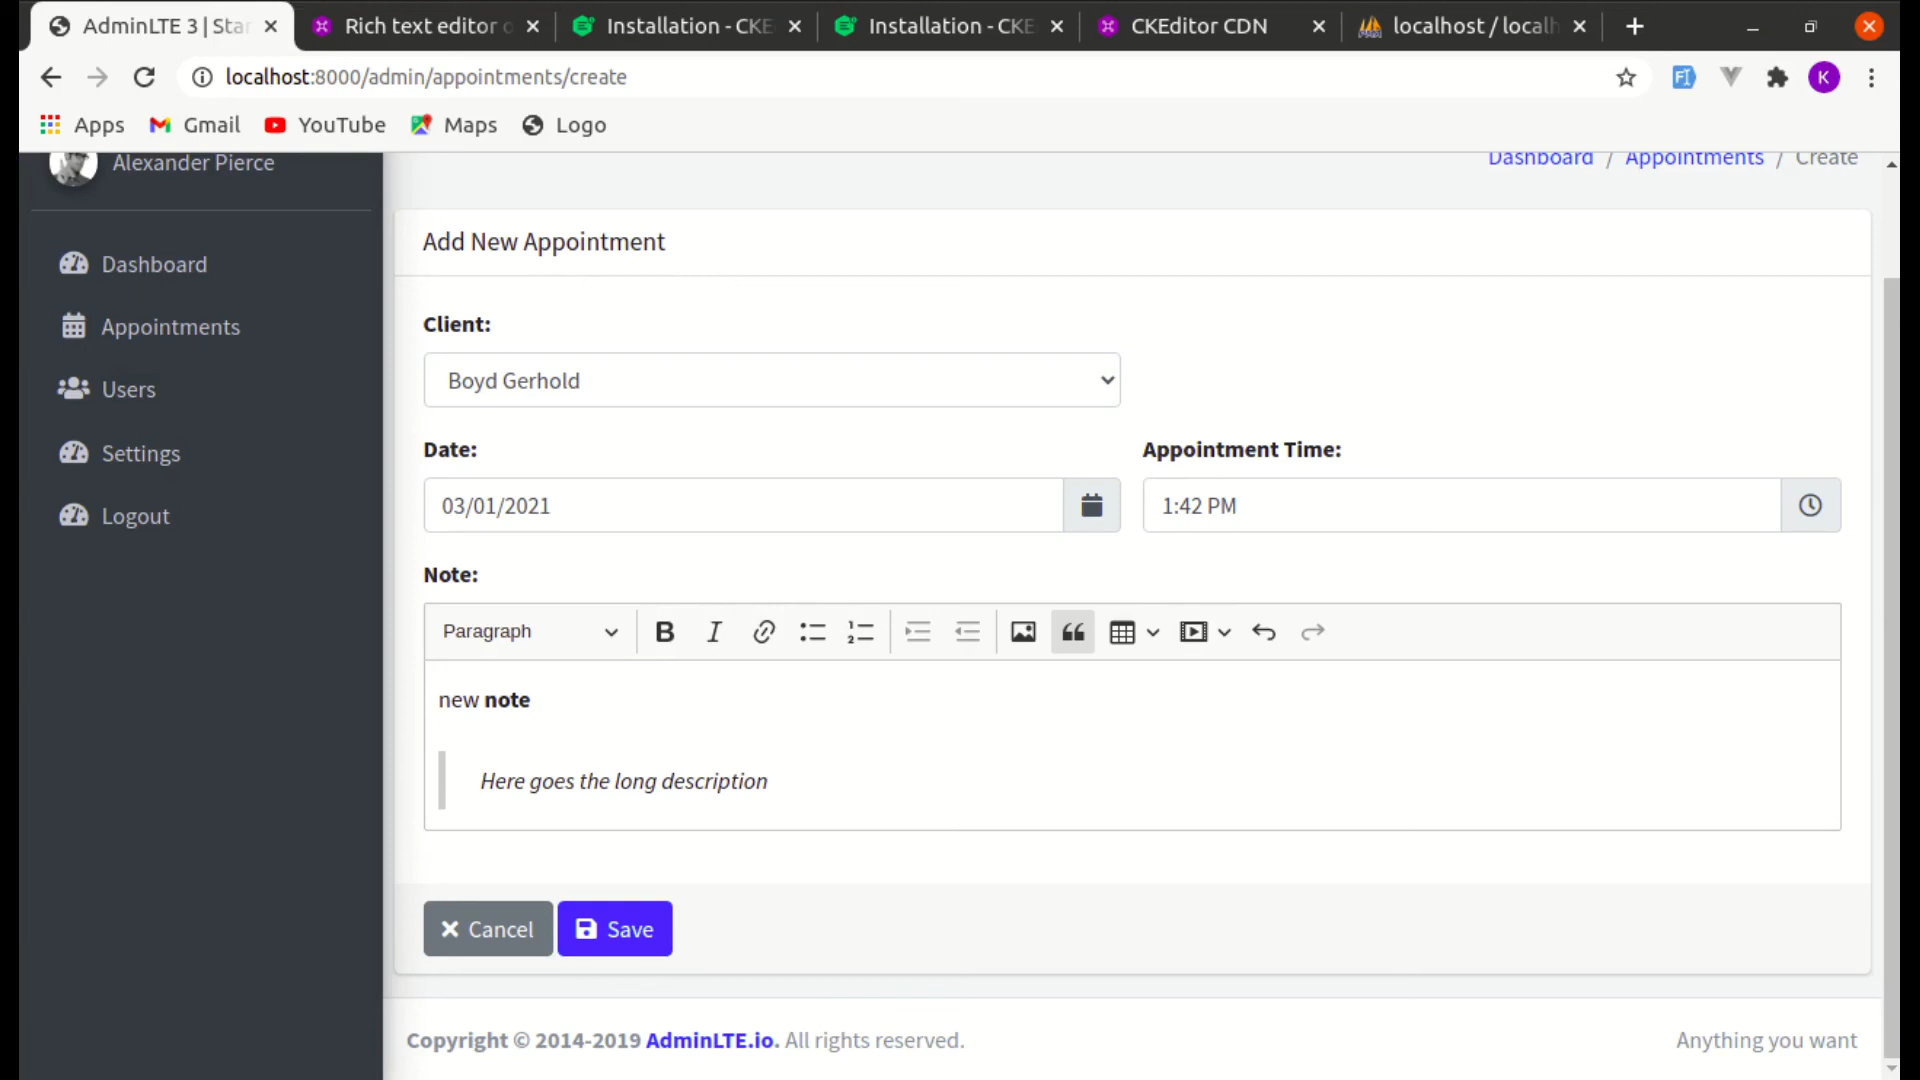 AdminLTE 3 | Star
Rich text editor o
Installation - CKE
Installation - CKE
CKEditor CDN
localhost / localh
localhost:8000/admin/appointments/create
K
Apps
Gmail
YouTube
Maps
Logo
Alexander Pierce
Dashboard / Appointments / Create
Dashboard
Appointments
Users
Settings
Logout
Add New Appointment
Client:
Boyd Gerhold
Date:
Appointment Time:
03/01/2021
1:42 PM
Note:
Paragraph
new note
Here goes the long description
Cancel
Save
Copyright © 2014-2019 AdminLTE.io. All rights reserved.
Anything you want